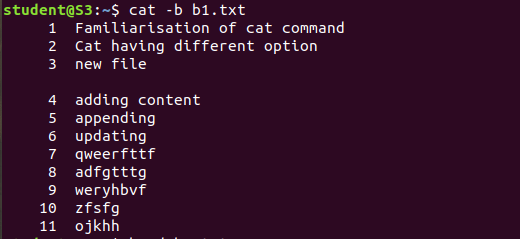 student@S3:~$ cat -b b1.txt
1 Familiarisation of cat command
2 Cat having different option
3 new file
4 adding content
5 appending
6 updating
7 qweerfttf
8 adfgtttg
9 weryhbvf
10 zfsfg
11 ojkhh